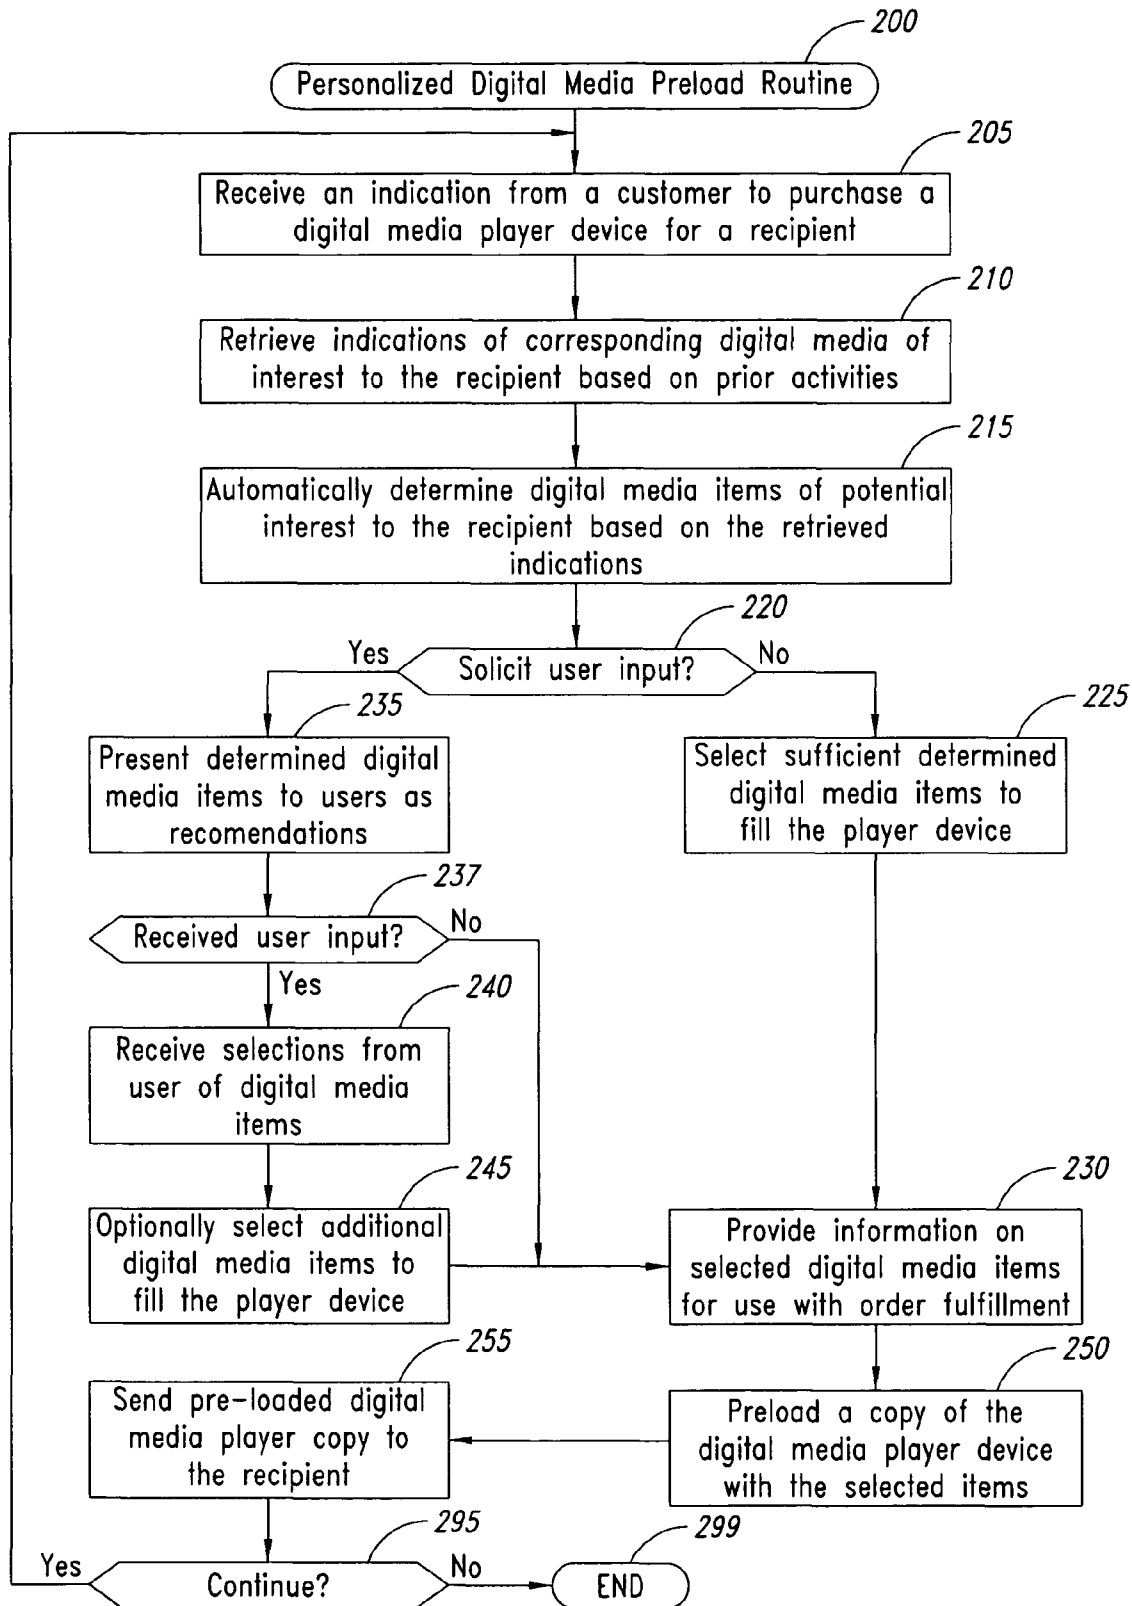 200
Personalized Digital Media Preload Routine
205
Receive an indication from a customer to purchase a
digital media player device for a recipient
210
Retrieve indications of corresponding digital media of
interest to the recipient based on prior activities
215
Automatically determine digital media items of potential
interest to the recipient based on the retrieved
indications
220
Yes
Solicit user input?
No
235
Present determined digital
media items to users as
recomendations
225
Select sufficient determined
digital media items to
fill the player device
237
Received user input?
No
Yes
240
Receive selections from
user of digital media
items
245
Optionally select additional
digital media items to
fill the player device
230
Provide information on
selected digital media items
for use with order fulfillment
250
Preload a copy of the
digital media player device
with the selected items
255
Send pre-loaded digital
media player copy to
the recipient
295
Yes
Continue?
No
299
END